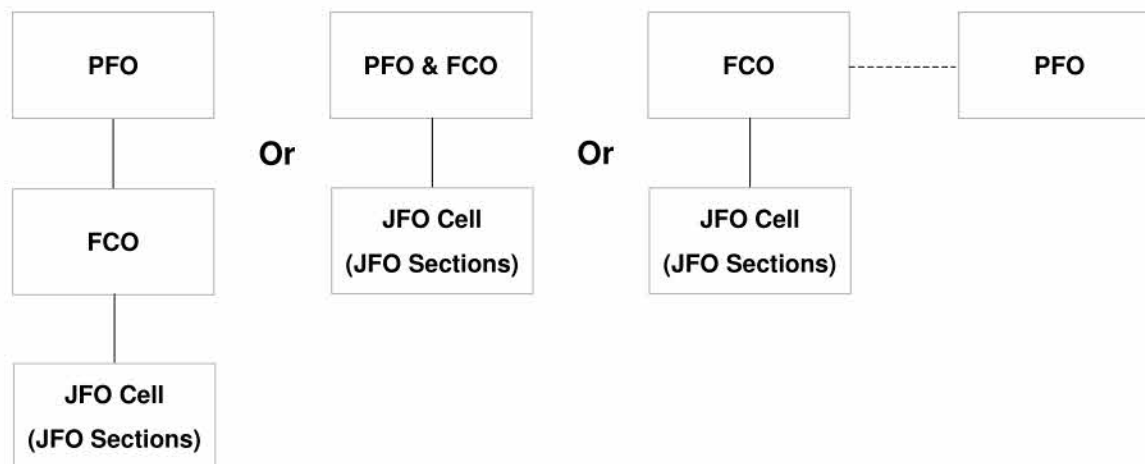 PFO
FCO
JFO Cell
(JFO Sections)
Or
PFO & FCO
JFO Cell
(JFO Sections)
Or
FCO
PFO
JFO Cell
(JFO Sections)